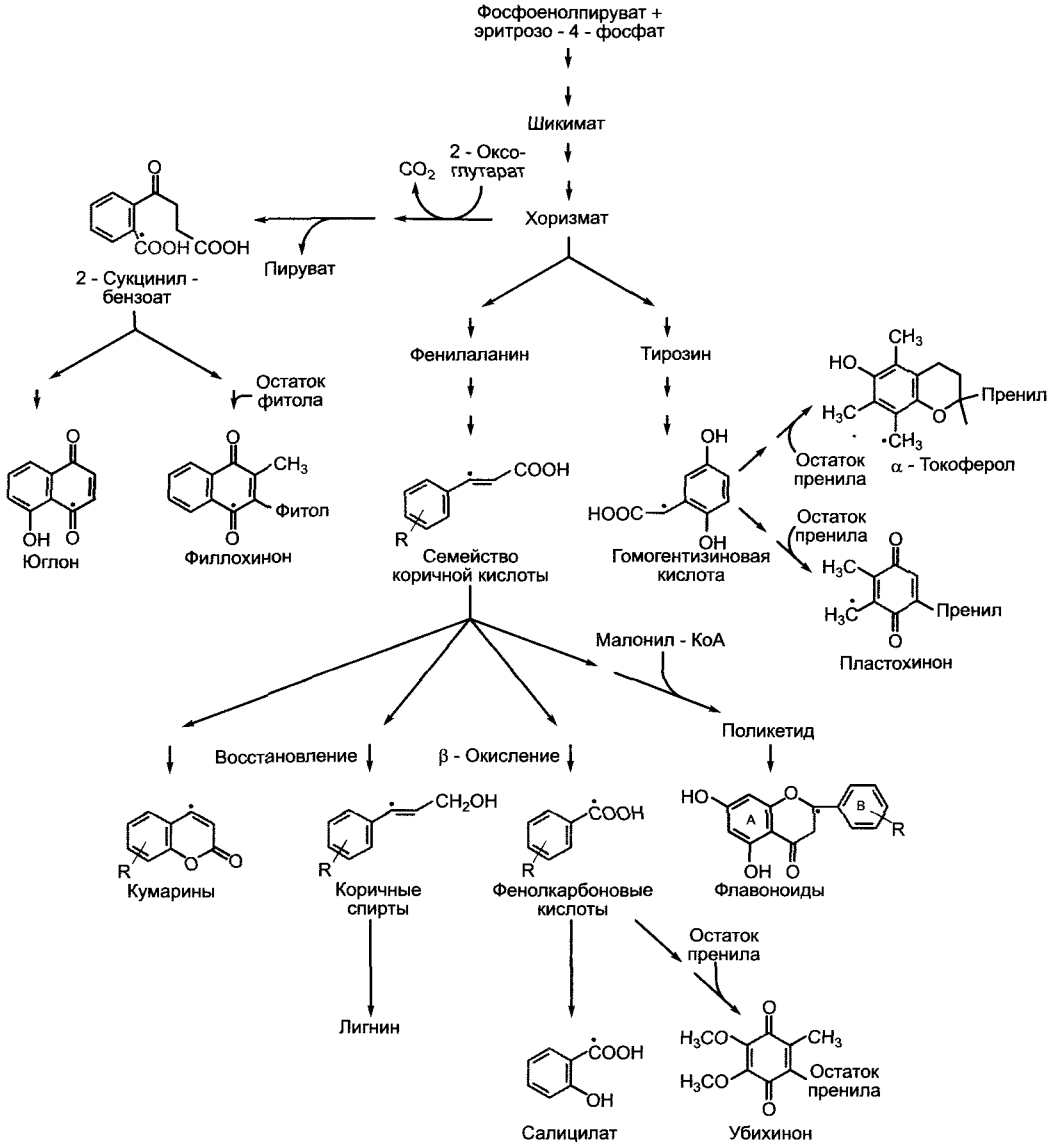 Фосфоенолпируват +
эритрозо - 4 - фосфат
Шикимат
2 - Оксо-
глутарат
CO2
Хоризмат
Пируват
O
COOH
COOH
2 - Сукцинил -
бензоат
Фенилаланин
Тирозин
Остаток
фитола
O
OH
O
Юглон
O
CH3
Фитол
O
Филлохинон
COOH
R
Семейство
коричной кислоты
OH
HOOC
OH
Гомогентизиновая
кислота
Остаток
пренила
CH3
HO
H3C
O
CH3
Пренил
α - Токоферол
Остаток
пренила
O
H3C
H3C
Пренил
O
Пластохинон
Малонил - КоА
Поликетид
Восстановление
β - Окисление
R
O
O
Кумарины
CH2OH
R
Коричные
спирты
COOH
R
Фенолкарбоновые
кислоты
HO
O
A
B
R
OH
O
Флавоноиды
Лигнин
Остаток
пренила
COOH
OH
Салицилат
O
H3CO
CH3
H3CO
Остаток
пренила
O
Убихинон